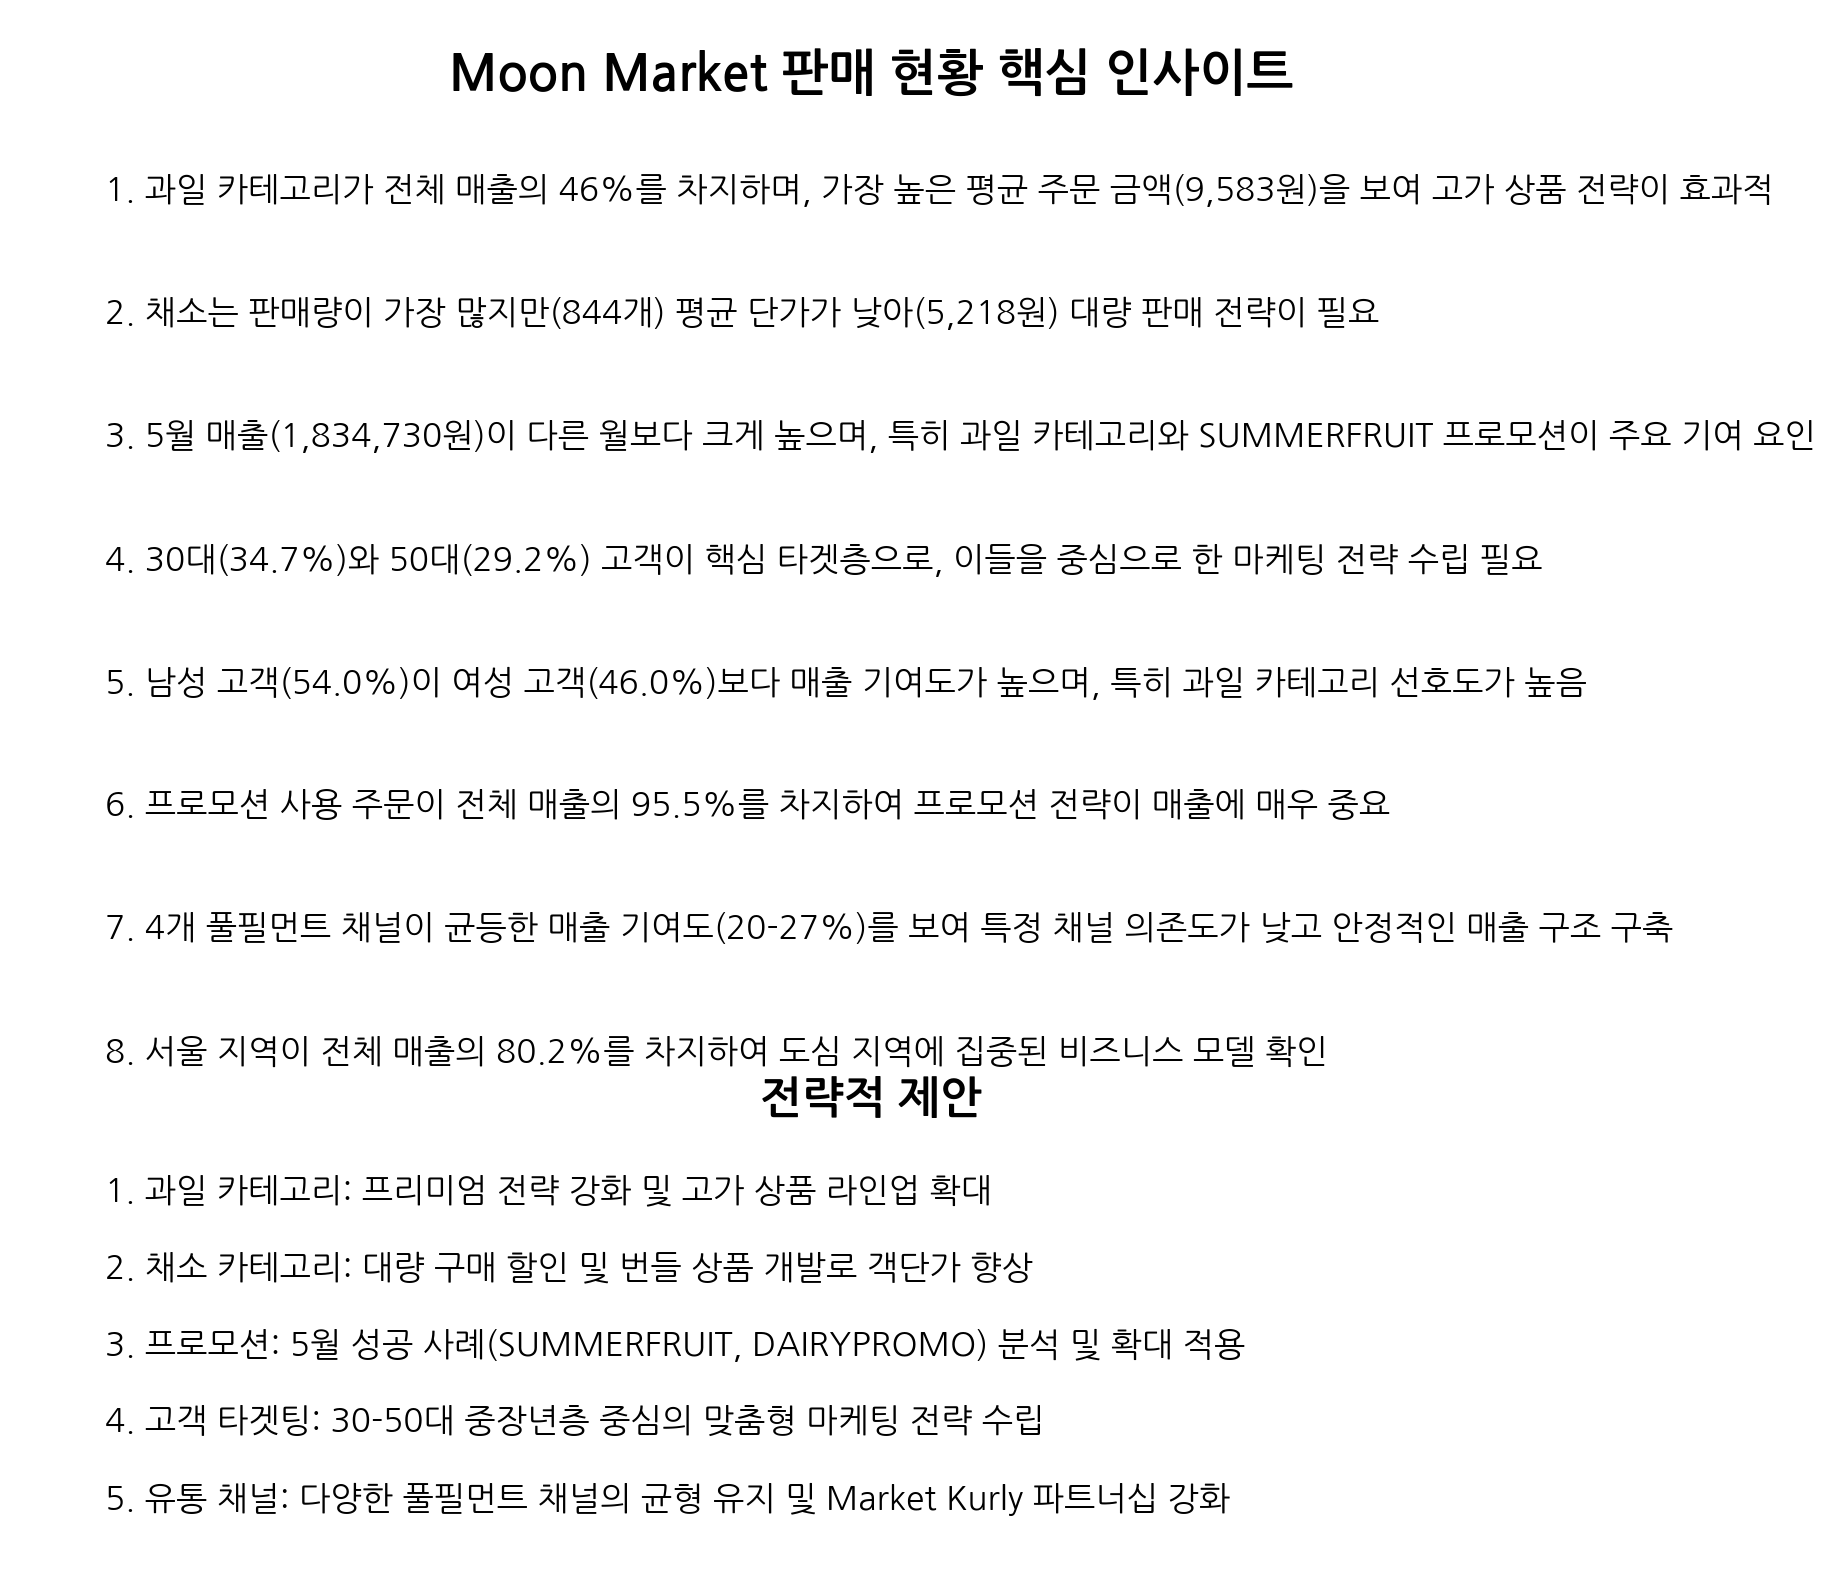 Moon Market 판매 현황 핵심 인사이트
1. 과일 카테고리가 전체 매출의 46%를 차지하며, 가장 높은 평균 주문 금액(9,583원)을 보여 고가 상품 전략이 효과적
2. 채소는 판매량이 가장 많지만(844개) 평균 단가가 낮아(5,218원) 대량 판매 전략이 필요
3. 5월 매출(1,834,730원)이 다른 월보다 크게 높으며, 특히 과일 카테고리와 SUMMERFRUIT 프로모션이 주요 기여 요인
4. 30대(34.7%)와 50대(29.2%) 고객이 핵심 타겟층으로, 이들을 중심으로 한 마케팅 전략 수립 필요
5. 남성 고객(54.0%)이 여성 고객(46.0%)보다 매출 기여도가 높으며, 특히 과일 카테고리 선호도가 높음
6. 프로모션 사용 주문이 전체 매출의 95.5%를 차지하여 프로모션 전략이 매출에 매우 중요
7. 4개 풀필먼트 채널이 균등한 매출 기여도(20-27%)를 보여 특정 채널 의존도가 낮고 안정적인 매출 구조 구축
8. 서울 지역이 전체 매출의 80.2%를 차지하여 도심 지역에 집중된 비즈니스 모델 확인
전략적 제안
1. 과일 카테고리: 프리미엄 전략 강화 및 고가 상품 라인업 확대
2. 채소 카테고리: 대량 구매 할인 및 번들 상품 개발로 객단가 향상
3. 프로모션: 5월 성공 사례(SUMMERFRUIT, DAIRYPROMO) 분석 및 확대 적용
4. 고객 타겟팅: 30-50대 중장년층 중심의 맞춤형 마케팅 전략 수립
5. 유통 채널: 다양한 풀필먼트 채널의 균형 유지 및 Market Kurly 파트너십 강화